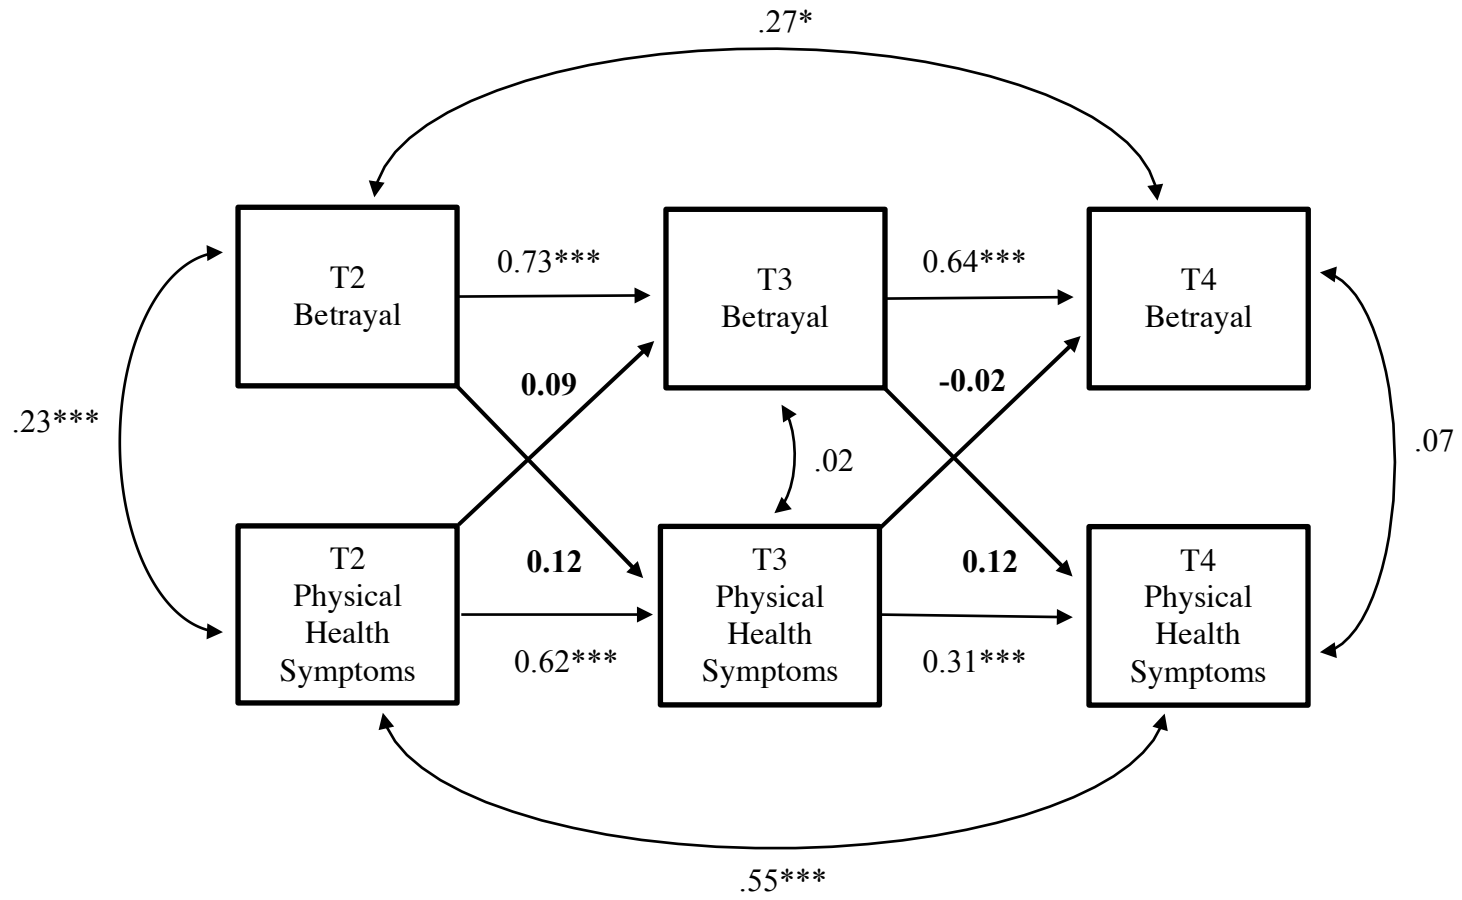 .27*
T2
Betrayal
0.73***
T3
Betrayal
0.64***
T4
Betrayal
.23***
0.09
-0.02
.02
.07
T2
Physical
Health
Symptoms
0.12
0.62***
T3
Physical
Health
Symptoms
0.12
0.31***
T4
Physical
Health
Symptoms
.55***